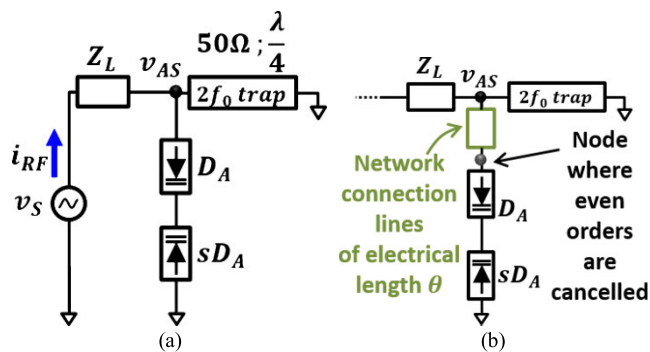 50Ω ; λ/4
Z_L
v_AS
2f_0 trap
i_RF
v_S
D_A
sD_A
(a)
Z_L
v_AS
2f_0 trap
Network
connection
lines
of electrical
length θ
D_A
sD_A
Node
where
even
orders
are
cancelled
(b)